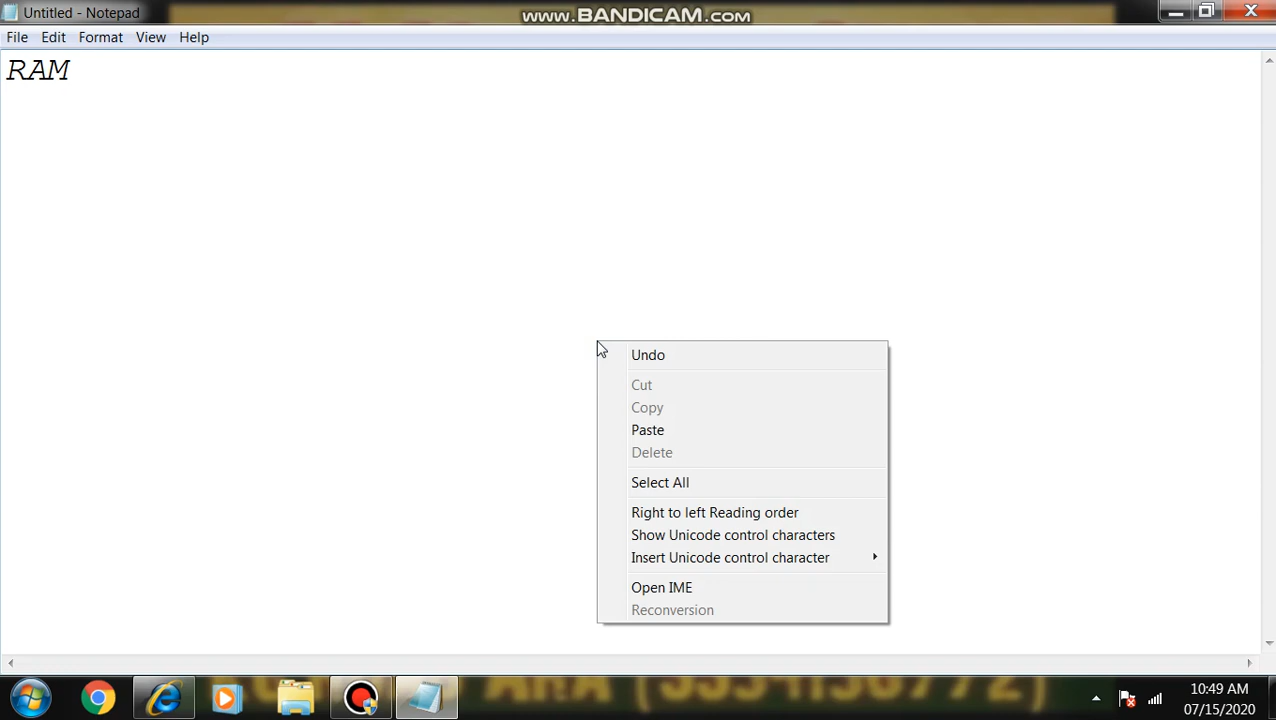 Untitled - Notepad
www.BANDICAM.com
File Edit Format View Help
RAM
Undo
Cut
Copy
Paste
Delete
Select All
Right to left Reading order
Show Unicode control characters
Insert Unicode control character
Open IME
Reconversion
10:49 AM
07/15/2020